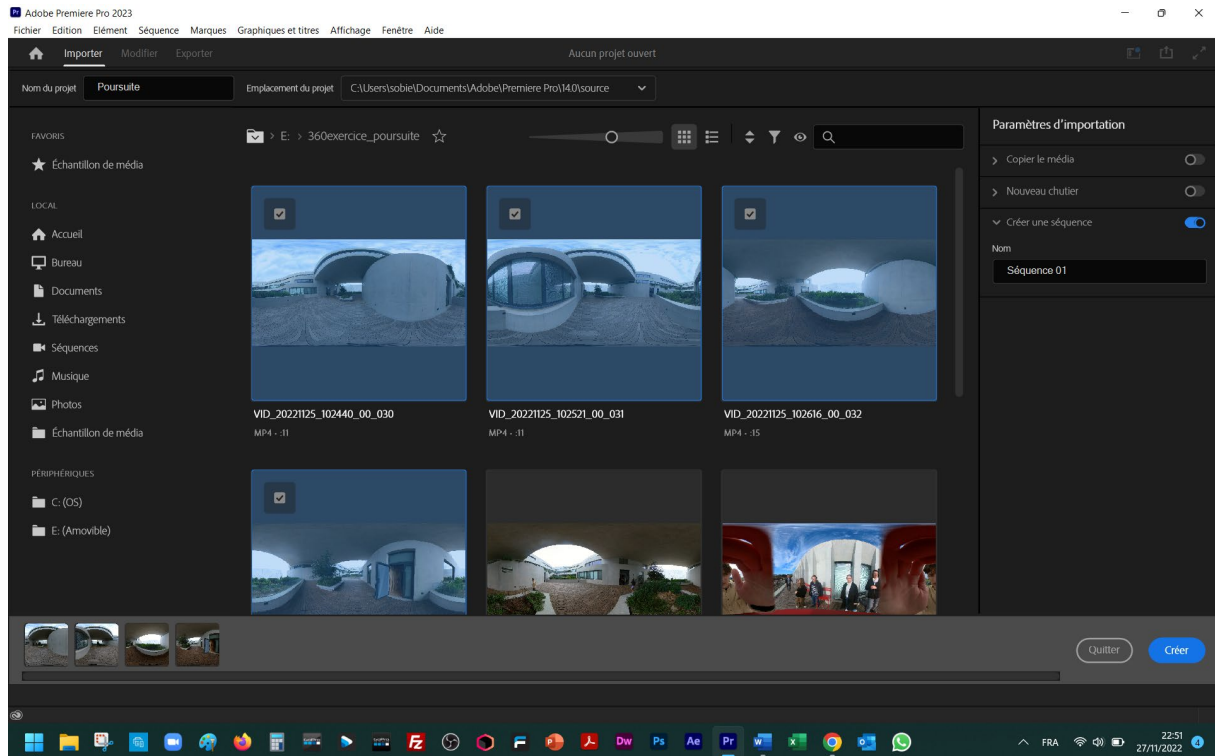 Adobe Premiere Pro 2023
Fichier Edition Elément Séquence Marques Graphiques et titres Affichage Fenêtre Aide
Importer Modifier Exporter Aucun projet ouvert
Nom du projet Poursuite Emplacement du projet C:\Users\sobie\Documents\Adobe\Premiere Pro\14.0\source
FAVORIS
Échantillon de média
LOCAL
Accueil
Bureau
Documents
Téléchargements
Séquences
Musique
Photos
Échantillon de média
PÉRIPHÉRIQUES
C: (OS)
E: (Amovible)
> E: > 360exercice_poursuite
VID_20221125_102440_00_030
MP4 - :11
VID_20221125_102521_00_031
MP4 - :11
VID_20221125_102616_00_032
MP4 - :15
Paramètres d'importation
Copier le média
Nouveau chutier
Créer une séquence
Nom
Séquence 01
Quitter Créer
FRA
22:51
27/11/2022
4